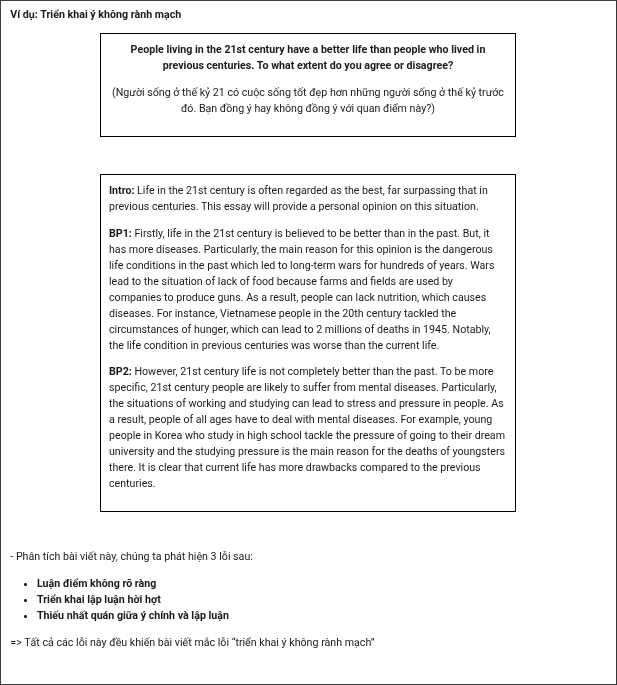 Ví dụ: Triển khai ý không rành mạch
People living in the 21st century have a better life than people who lived in
previous centuries. To what extent do you agree or disagree?
(Người sống ở thế kỷ 21 có cuộc sống tốt đẹp hơn những người sống ở thế kỷ trước
đó. Bạn đồng ý hay không đồng ý với quan điểm này?)
Intro: Life in the 21st century is often regarded as the best, far surpassing that in
previous centuries. This essay will provide a personal opinion on this situation.
BP1: Firstly, life in the 21st century is believed to be better than in the past. But, it
has more diseases. Particularly, the main reason for this opinion is the dangerous
life conditions in the past which led to long-term wars for hundreds of years. Wars
lead to the situation of lack of food because farms and fields are used by
companies to produce guns. As a result, people can lack nutrition, which causes
diseases. For instance, Vietnamese people in the 20th century tackled the
circumstances of hunger, which can lead to 2 millions of deaths in 1945. Notably,
the life condition in previous centuries was worse than the current life.
BP2: However, 21st century life is not completely better than the past. To be more
specific, 21st century people are likely to suffer from mental diseases. Particularly,
the situations of working and studying can lead to stress and pressure in people. As
a result, people of all ages have to deal with mental diseases. For example, young
people in Korea who study in high school tackle the pressure of going to their dream
university and the studying pressure is the main reason for the deaths of youngsters
there. It is clear that current life has more drawbacks compared to the previous
centuries.
- Phân tích bài viết này, chúng ta phát hiện 3 lỗi sau:
• Luận điểm không rõ ràng
• Triển khai lập luận hời hợt
• Thiếu nhất quán giữa ý chính và lập luận
=> Tất cả các lỗi này đều khiến bài viết mắc lỗi “triển khai ý không rành mạch”